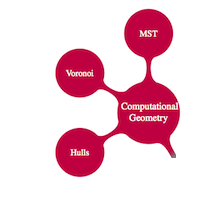 MST
Voronoi
Computational
Geometry
Hulls